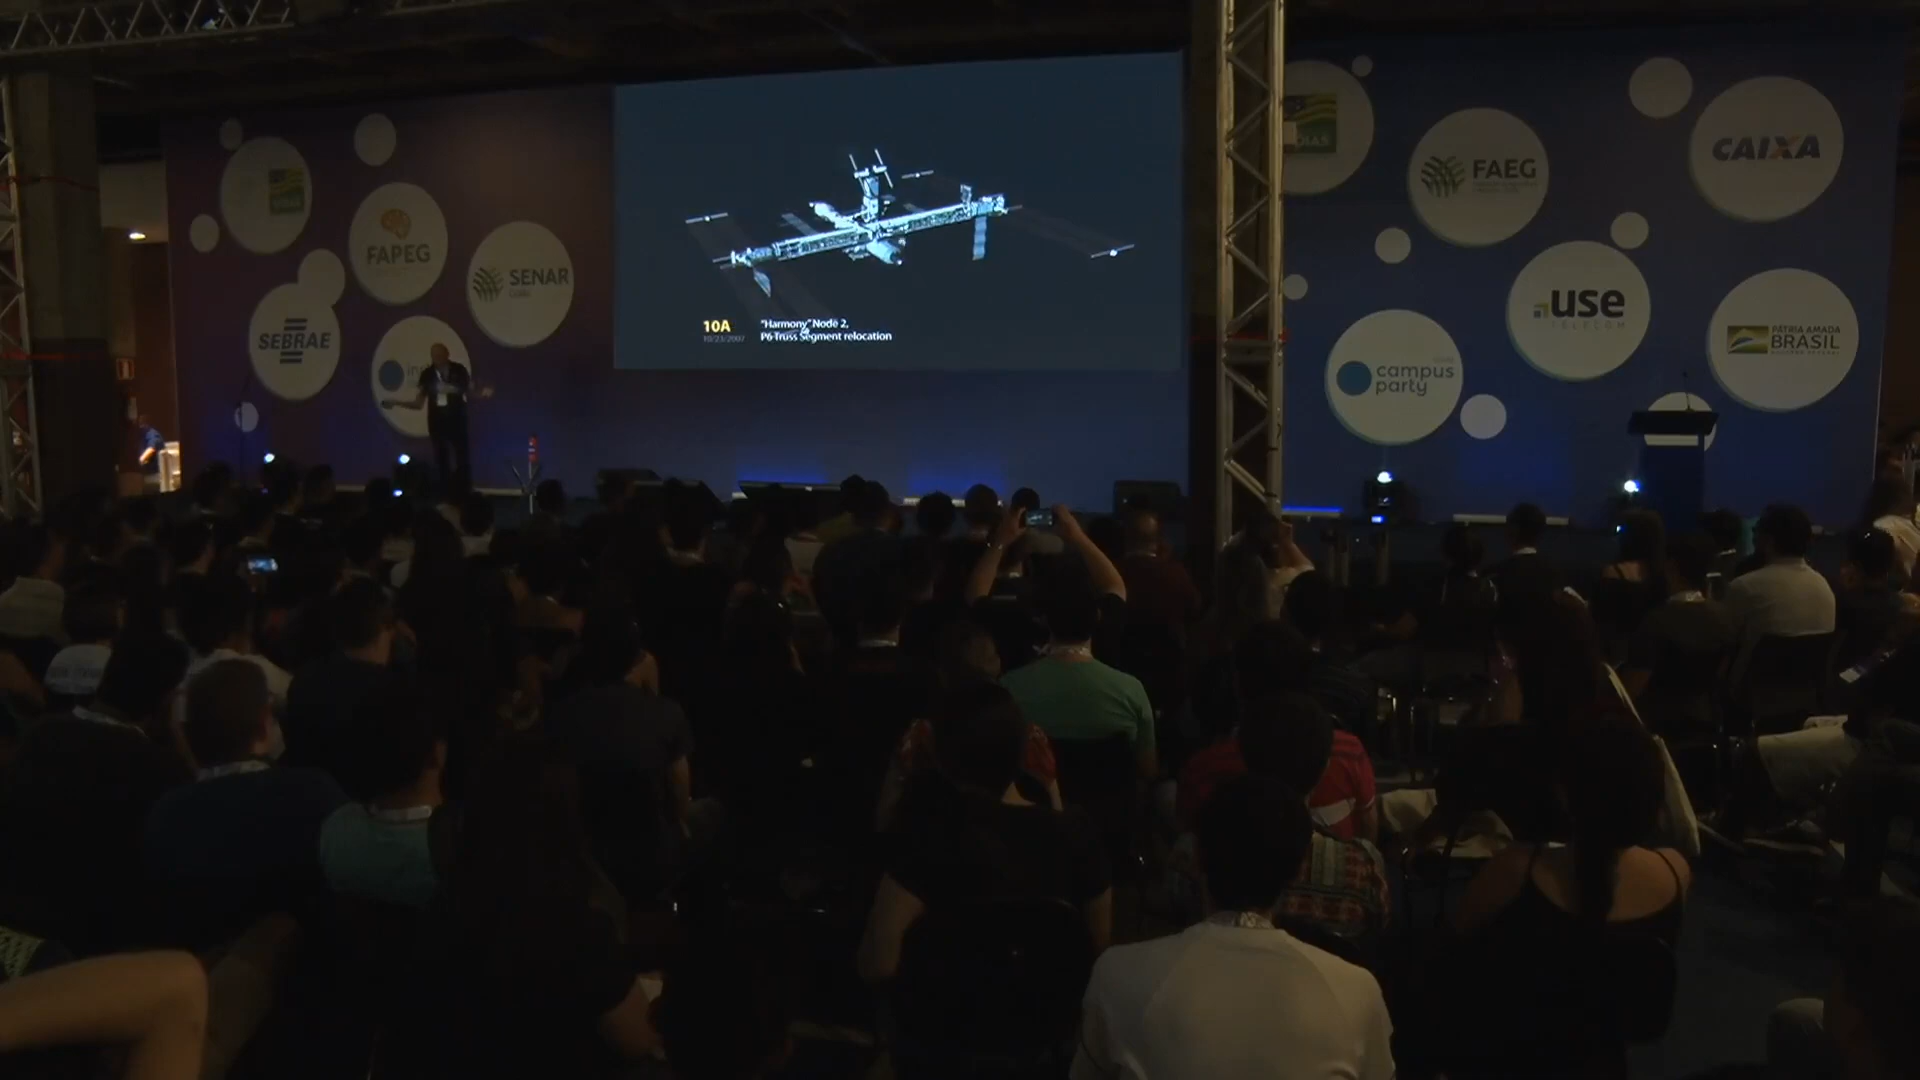 10A
10/23/2007
"Harmony" Node 2,
P6 Truss Segment relocation
FAPEG
SENAR
SEBRAE
FAEG
CAIXA
USE
TELECOM
campus
party
PÁTRIA AMADA
BRASIL